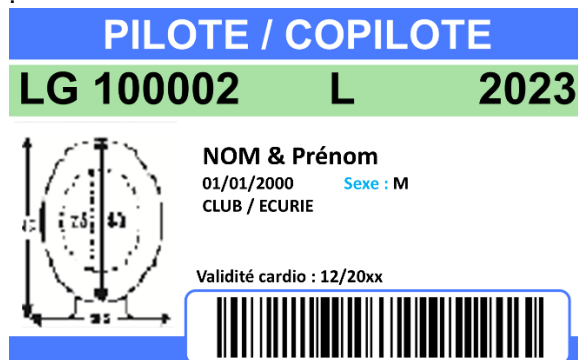 PILOTE / COPILOTE
LG 100002 L 2023
NOM & Prénom
01/01/2000 Sexe : M
CLUB / ECURIE
Validité cardio : 12/20xx